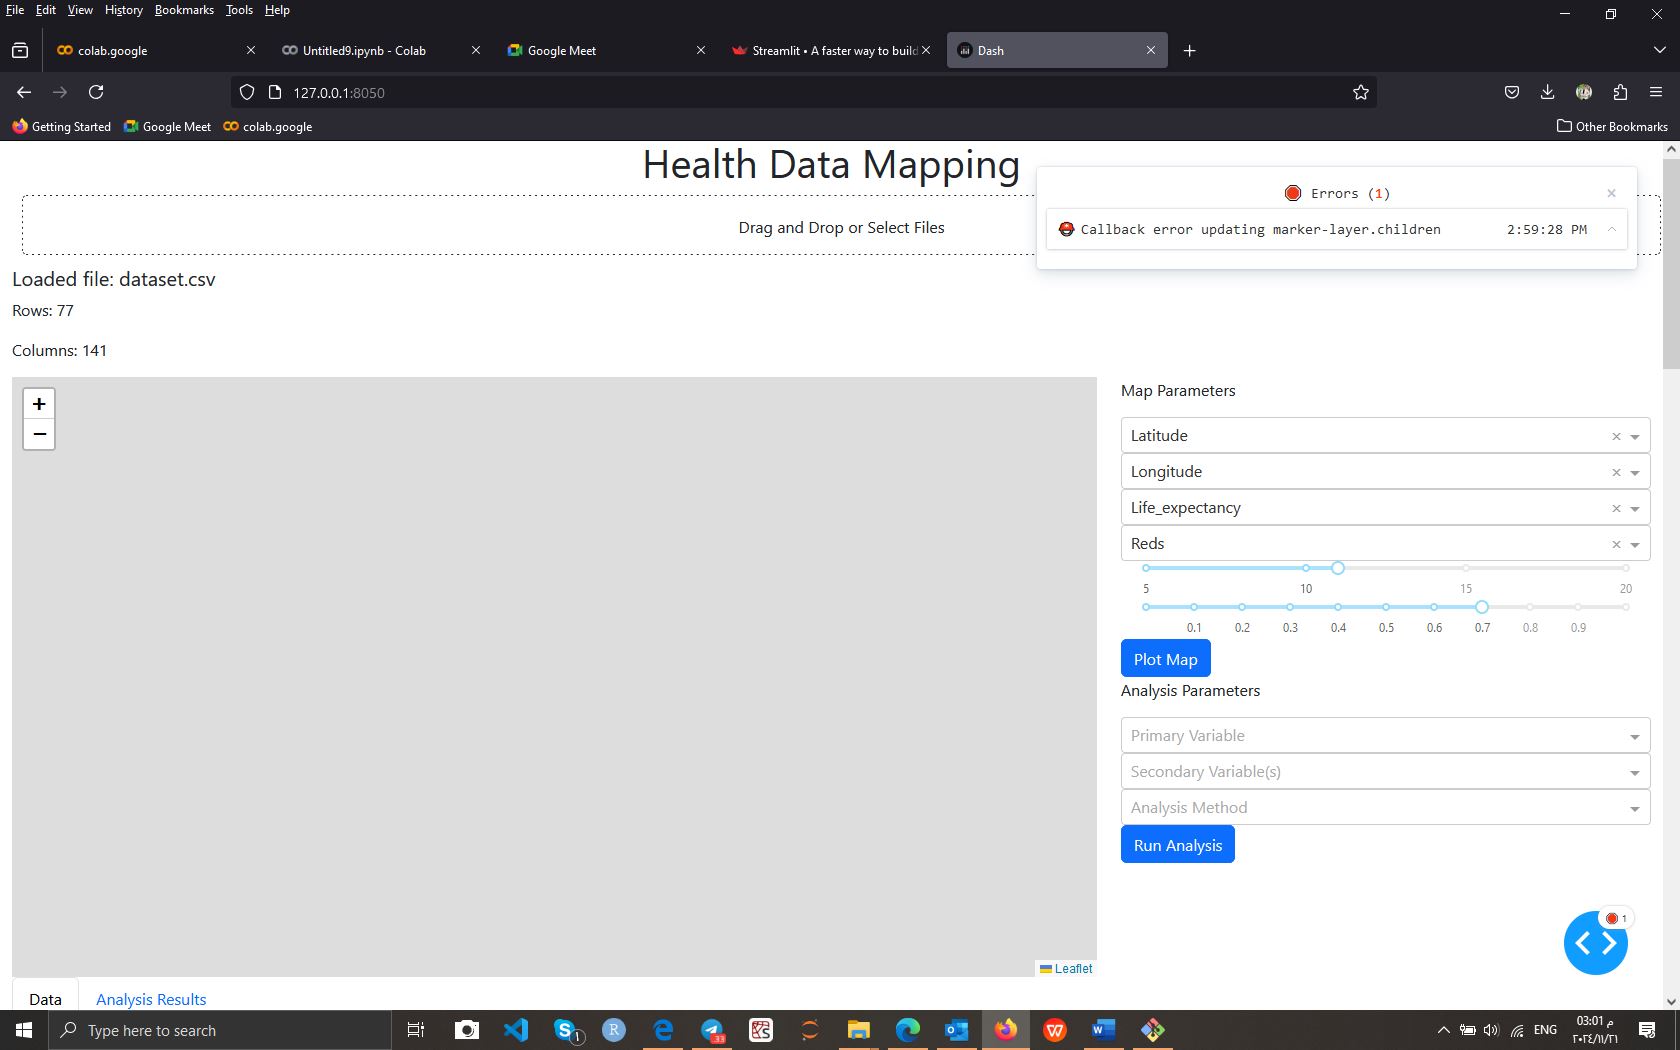 File Edit View History Bookmarks Tools Help
colab.google
Untitled9.ipynb - Colab
Google Meet
Streamlit • A faster way to build
Dash
127.0.0.1:8050
Getting Started
Google Meet
colab.google
Other Bookmarks
Health Data Mapping
Errors (1)
Callback error updating marker-layer.children 2:59:28 PM
Drag and Drop or Select Files
Loaded file: dataset.csv
Rows: 77
Columns: 141
+
−
Leaflet
Map Parameters
Latitude
Longitude
Life_expectancy
Reds
5 10 15 20
0.1 0.2 0.3 0.4 0.5 0.6 0.7 0.8 0.9
Plot Map
Analysis Parameters
Primary Variable
Secondary Variable(s)
Analysis Method
Run Analysis
1
Data Analysis Results
Type here to search
1
R
33
ENG
03:01 م
٢٠٢٤/١١/٢١